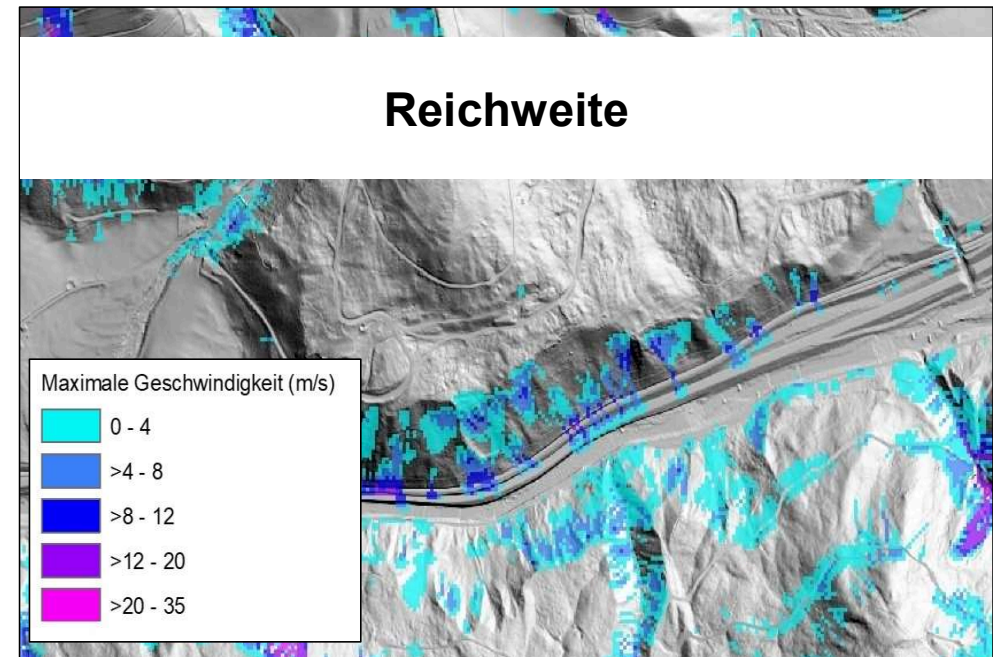 Reichweite
Maximale Geschwindigkeit (m/s)
0 - 4
>4 - 8
>8 - 12
>12 - 20
>20 - 35